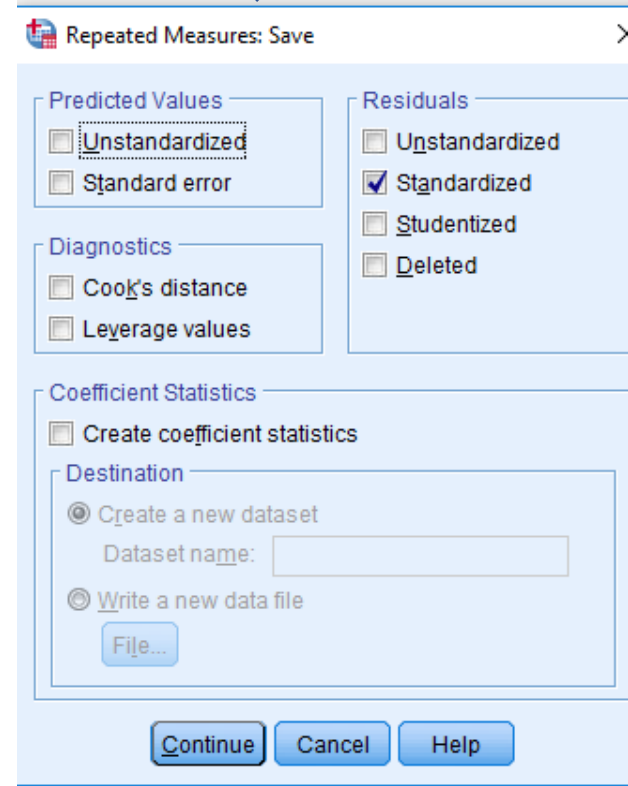 Repeated Measures: Save
Predicted Values
Unstandardized
Standard error
Residuals
Unstandardized
Standardized
Studentized
Deleted
Diagnostics
Cook's distance
Leverage values
Coefficient Statistics
Create coefficient statistics
Destination
Create a new dataset
Dataset name:
Write a new data file
File...
Continue Cancel Help